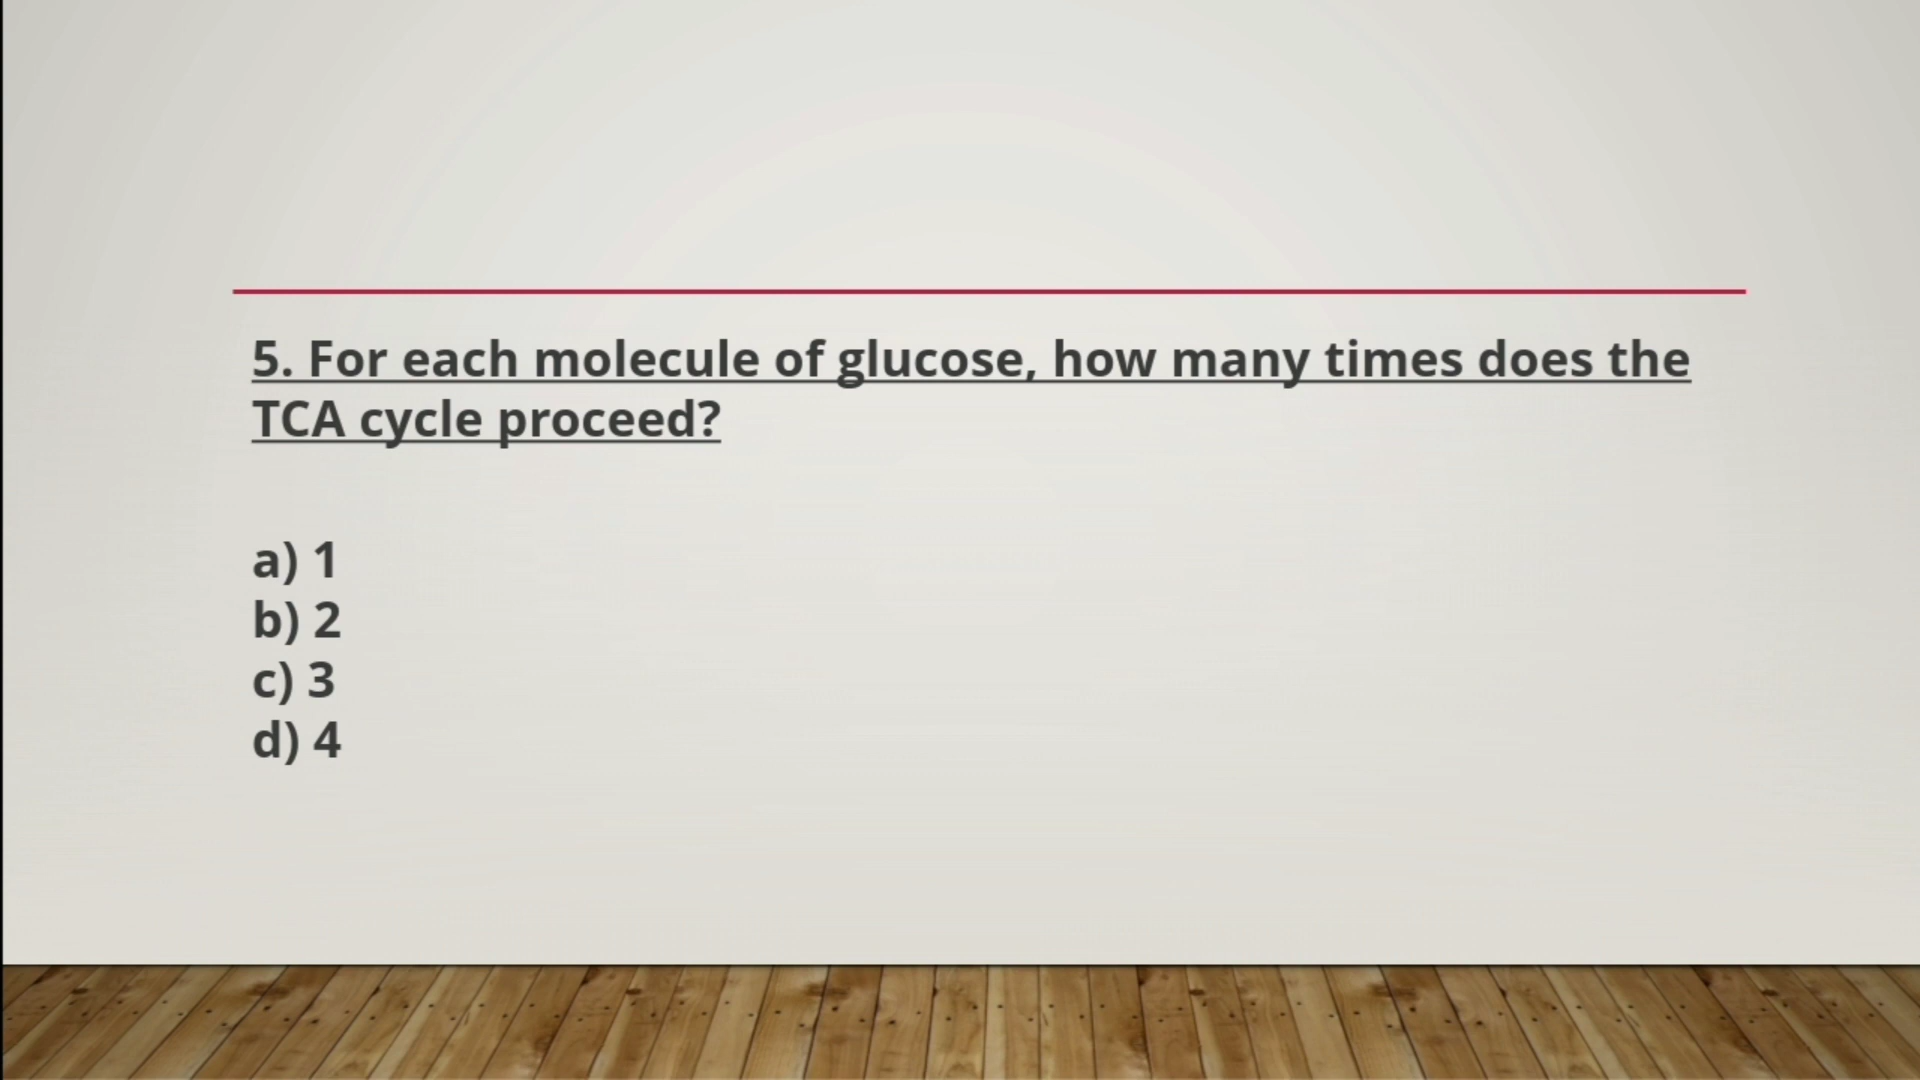 5. For each molecule of glucose, how many times does the
TCA cycle proceed?
a) 1
b) 2
c) 3
d) 4